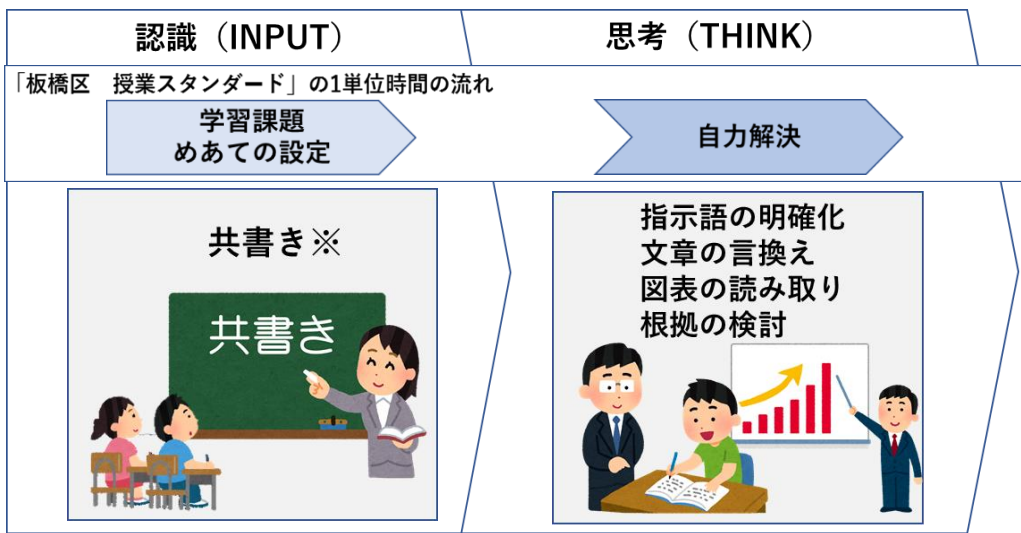 認識（INPUT）
思考（THINK）
「板橋区　授業スタンダード」の1単位時間の流れ
学習課題
めあての設定
自力解決
共書き※
共書き
指示語の明確化
文章の言換え
図表の読み取り
根拠の検討